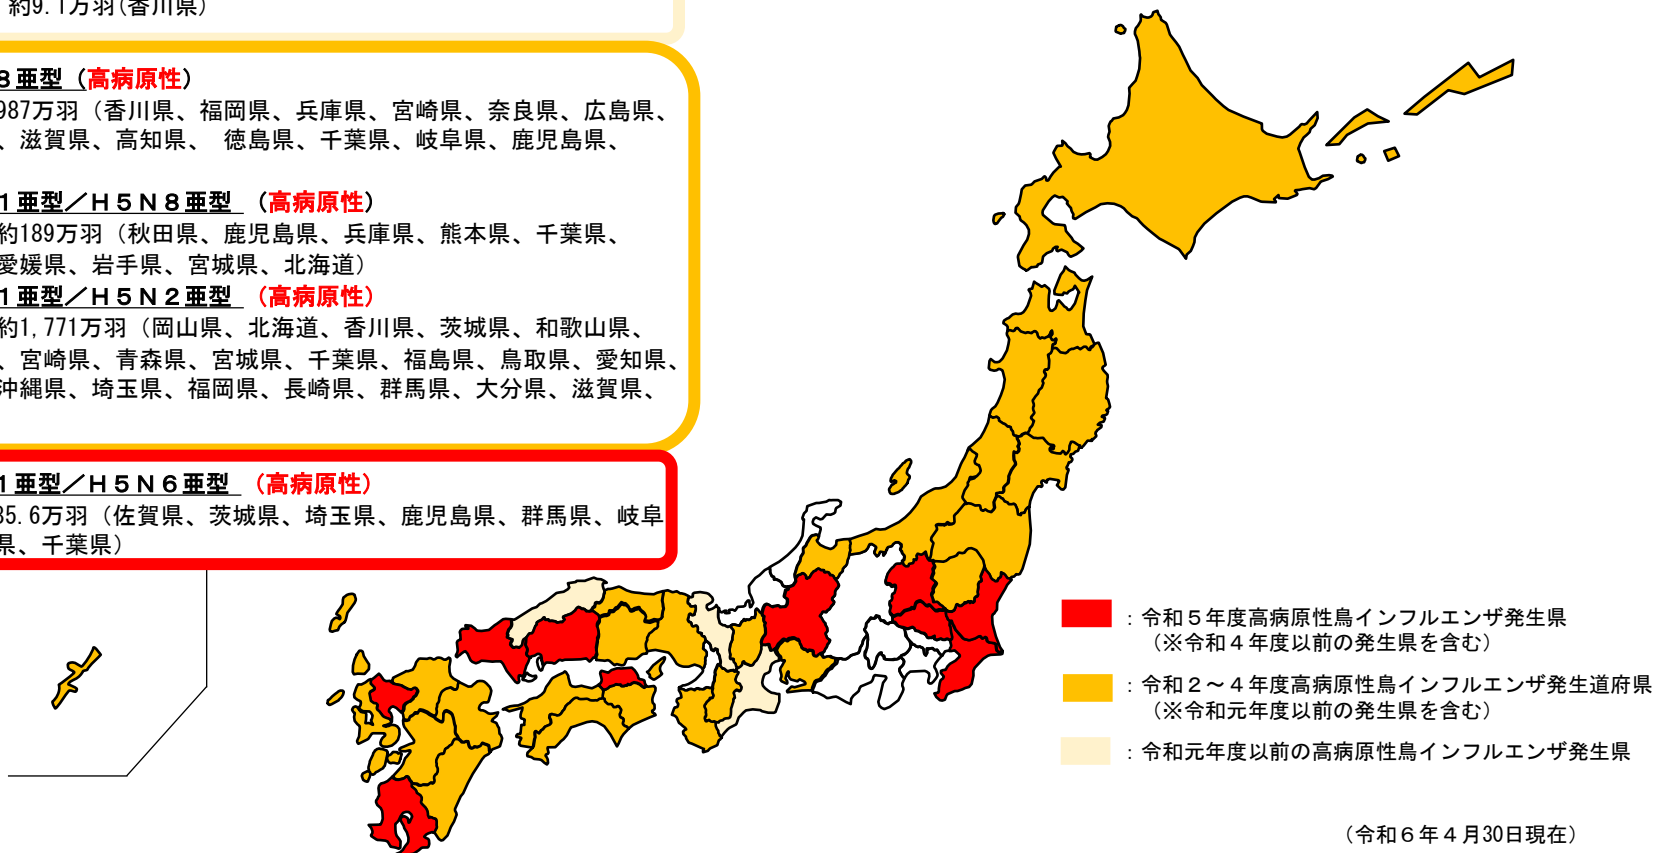 約9.1万羽(香川県)
8亜型（高病原性）
987万羽（香川県、福岡県、兵庫県、宮崎県、奈良県、広島県、
、滋賀県、高知県、 徳島県、千葉県、岐阜県、鹿児島県、
1亜型／Ｈ５Ｎ８亜型 （高病原性）
約189万羽（秋田県、鹿児島県、兵庫県、熊本県、千葉県、
愛媛県、岩手県、宮城県、北海道）
1亜型／Ｈ５Ｎ２亜型 （高病原性）
約1,771万羽（岡山県、北海道、香川県、茨城県、和歌山県、
、宮崎県、青森県、宮城県、千葉県、福島県、鳥取県、愛知県、
沖縄県、埼玉県、福岡県、長崎県、群馬県、大分県、滋賀県、
1亜型／Ｈ５Ｎ６亜型 （高病原性）
85.6万羽（佐賀県、茨城県、埼玉県、鹿児島県、群馬県、岐阜
県、千葉県）
：令和５年度高病原性鳥インフルエンザ発生県
（※令和４年度以前の発生県を含む）
：令和２～４年度高病原性鳥インフルエンザ発生道府県
（※令和元年度以前の発生県を含む）
：令和元年度以前の高病原性鳥インフルエンザ発生県
（令和６年４月30日現在）